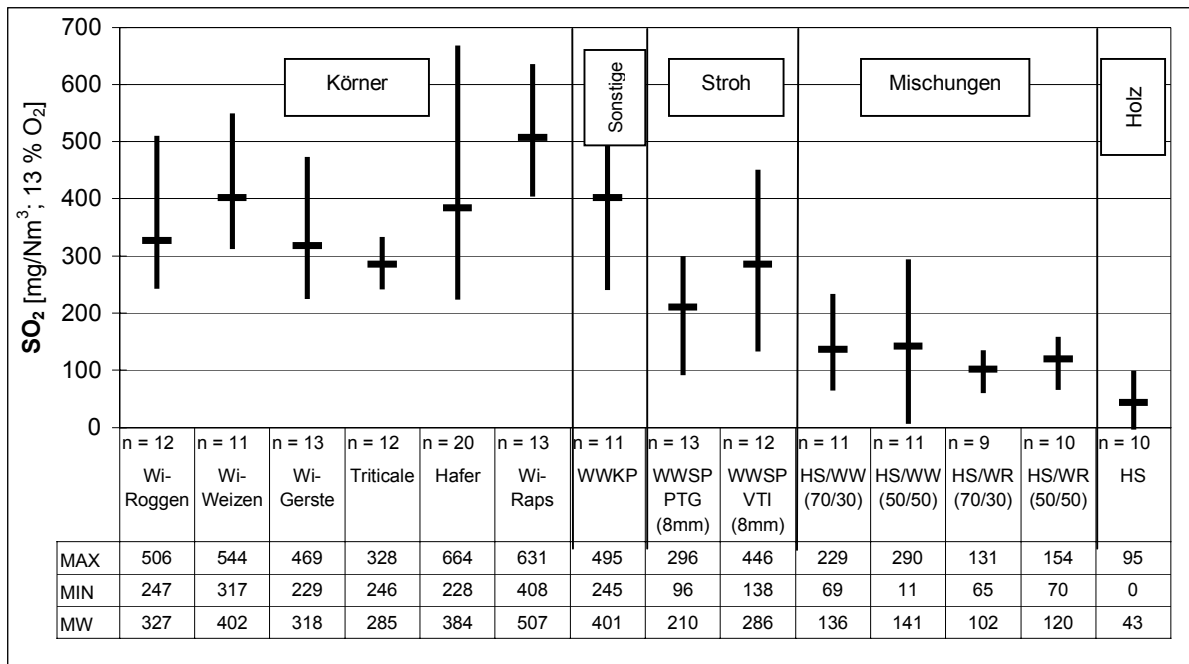 SO2 [mg/Nm3; 13 % O2]
700
600
500
400
300
200
100
0
Körner
Sonstige
Stroh
Mischungen
Holz
n = 12 n = 11 n = 13 n = 12 n = 20 n = 13 n = 11 n = 13 n = 12 n = 11 n = 11 n = 9 n = 10 n = 10
Wi- Wi- Wi- Triticale Hafer Wi- WWKP WWSP WWSP HS/WW HS/WW HS/WR HS/WR HS
Roggen Weizen Gerste Raps PTG VTI (70/30) (50/50) (70/30) (50/50)
(8mm) (8mm)
MAX 506 544 469 328 664 631 495 296 446 229 290 131 154 95
MIN 247 317 229 246 228 408 245 96 138 69 11 65 70 0
MW 327 402 318 285 384 507 401 210 286 136 141 102 120 43